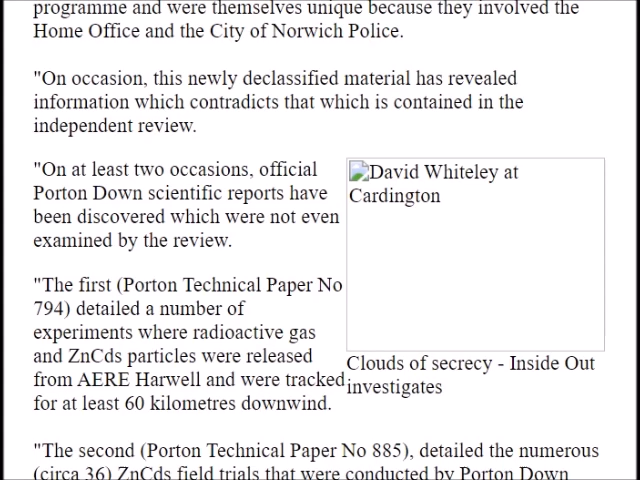 programme and were themselves unique because they involved the
Home Office and the City of Norwich Police.
"On occasion, this newly declassified material has revealed
information which contradicts that which is contained in the
independent review.
"On at least two occasions, official
Porton Down scientific reports have
been discovered which were not even
examined by the review.
"The first (Porton Technical Paper No
794) detailed a number of
experiments where radioactive gas
and ZnCds particles were released
from AERE Harwell and were tracked
for at least 60 kilometres downwind.
David Whiteley at
Cardington
Clouds of secrecy - Inside Out
investigates
"The second (Porton Technical Paper No 885), detailed the numerous
(circa 36) ZnCds field trials that were conducted by Porton Down